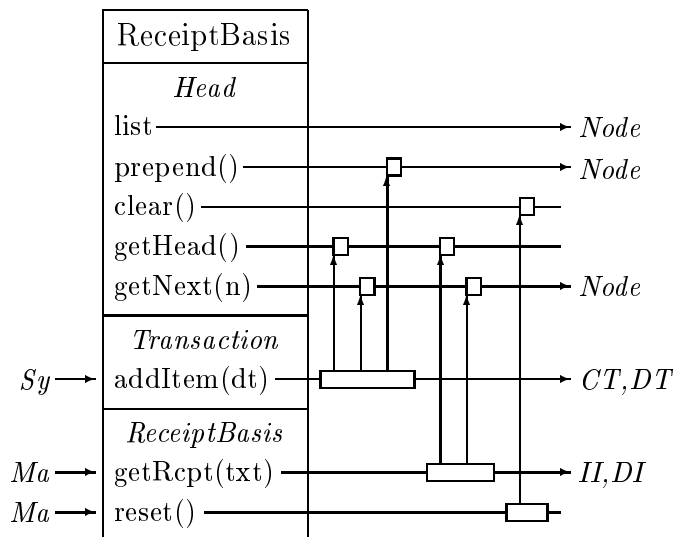 ReceiptBasis
Head
list Node
prepend() Node
clear()
getHead()
getNext(n) Node
Transaction
Sy addItem(dt) CT,DT
ReceiptBasis
Ma getRcpt(txt) II,DI
Ma reset()